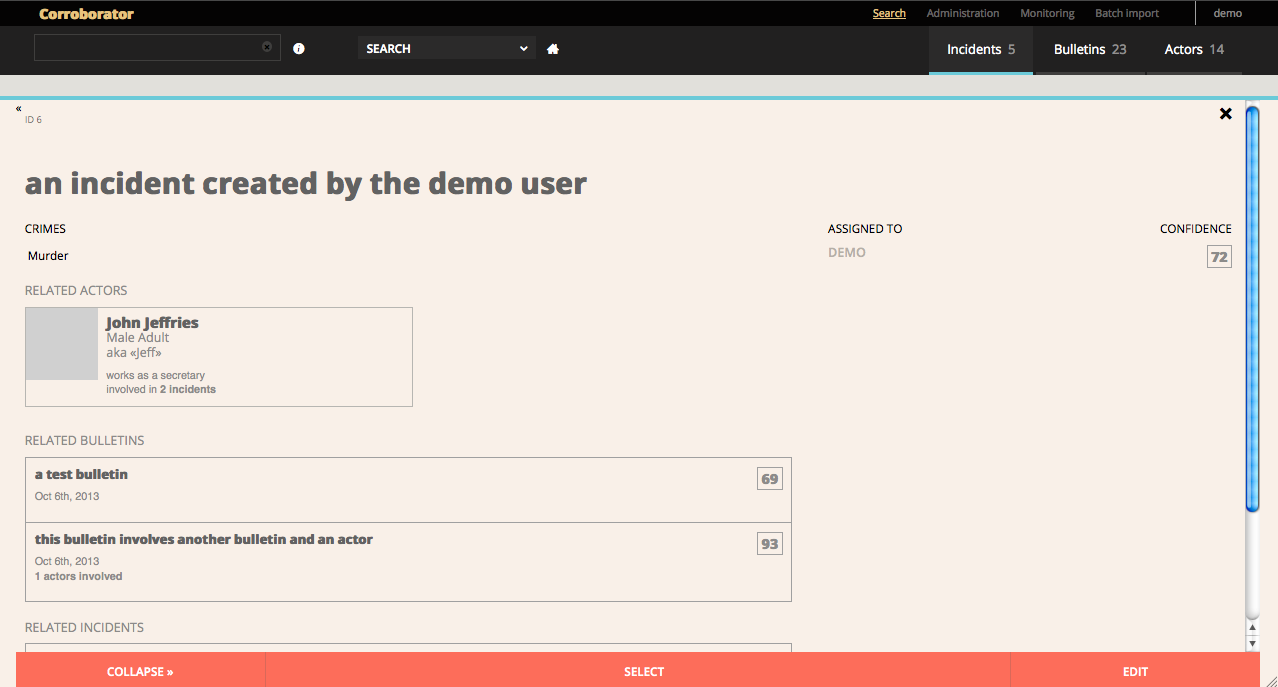 Corroborator
Search Administration Monitoring Batch import demo
SEARCH
Incidents 5 Bulletins 23 Actors 14
«
ID 6
an incident created by the demo user
CRIMES
Murder
ASSIGNED TO
DEMO
CONFIDENCE
72
RELATED ACTORS
John Jeffries
Male Adult
aka «Jeff»
works as a secretary
involved in 2 incidents
RELATED BULLETINS
a test bulletin
69
Oct 6th, 2013
this bulletin involves another bulletin and an actor
93
Oct 6th, 2013
1 actors involved
RELATED INCIDENTS
COLLAPSE » SELECT EDIT